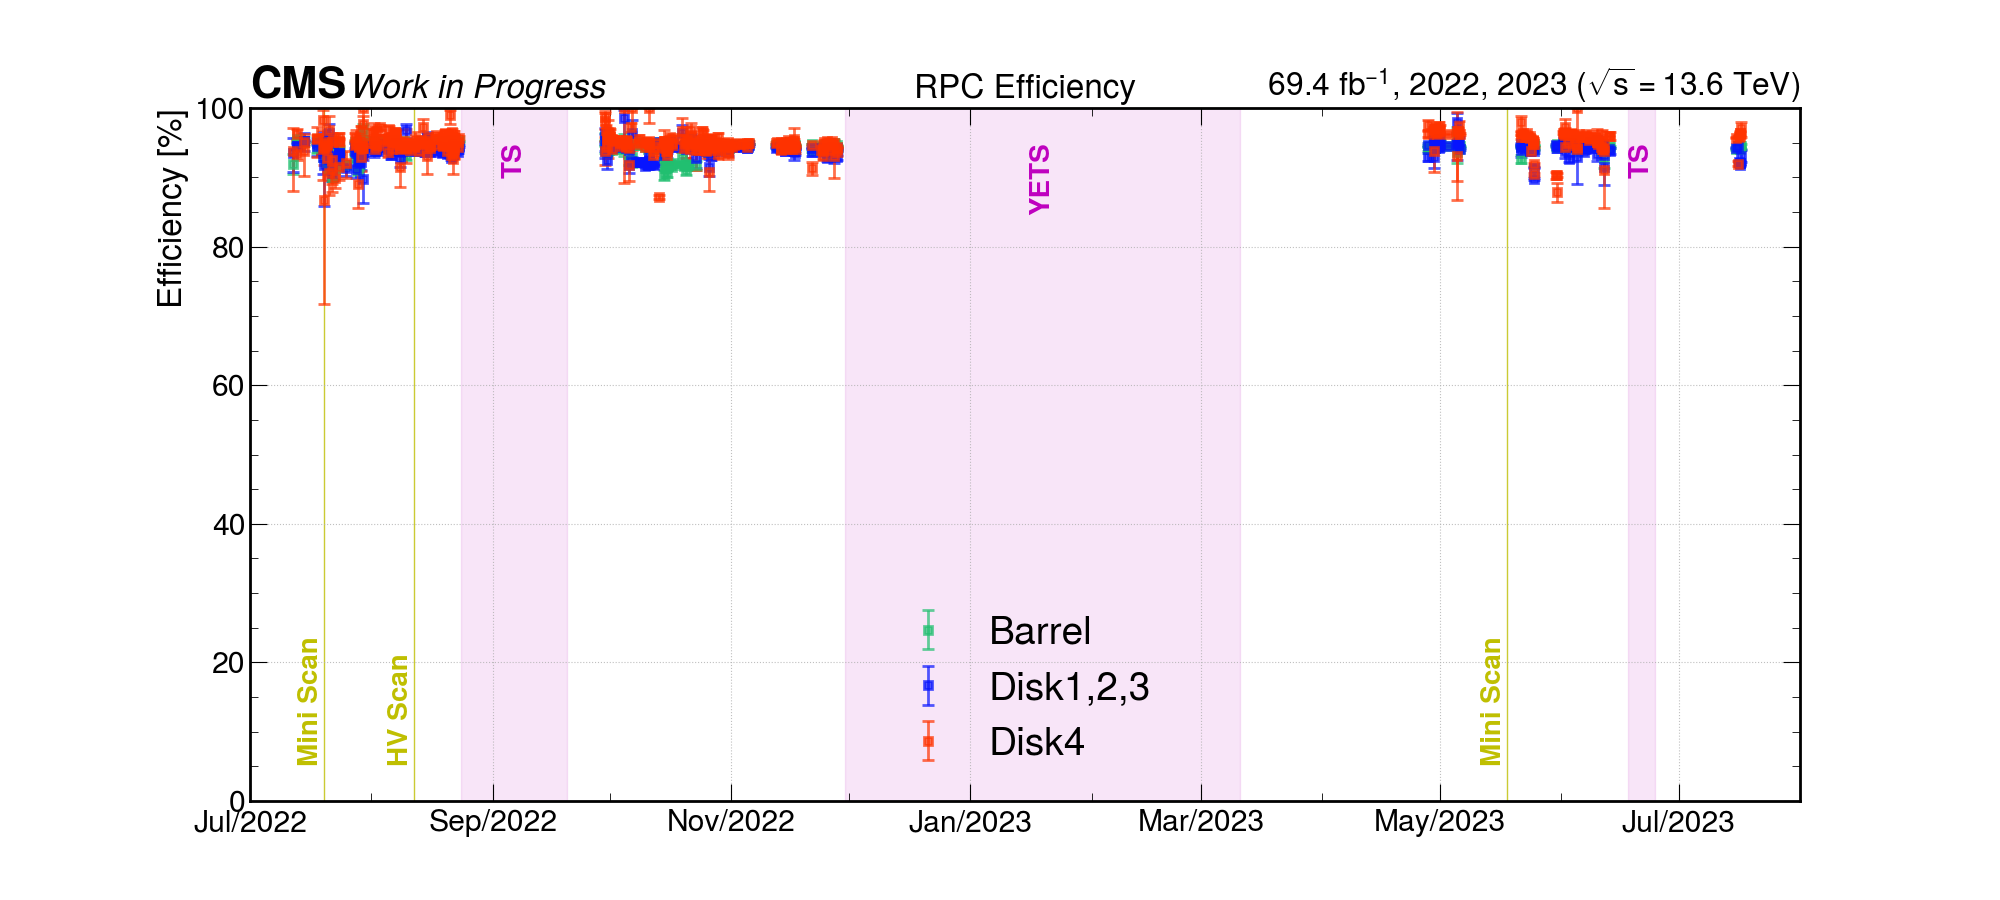 CMS Work in Progress
RPC Efficiency
69.4 fb⁻¹, 2022, 2023 (√s = 13.6 TeV)
Efficiency [%]
100
80
60
40
20
0
TS
YETS
TS
Mini Scan
HV Scan
Mini Scan
Barrel
Disk1,2,3
Disk4
Jul/2022
Sep/2022
Nov/2022
Jan/2023
Mar/2023
May/2023
Jul/2023